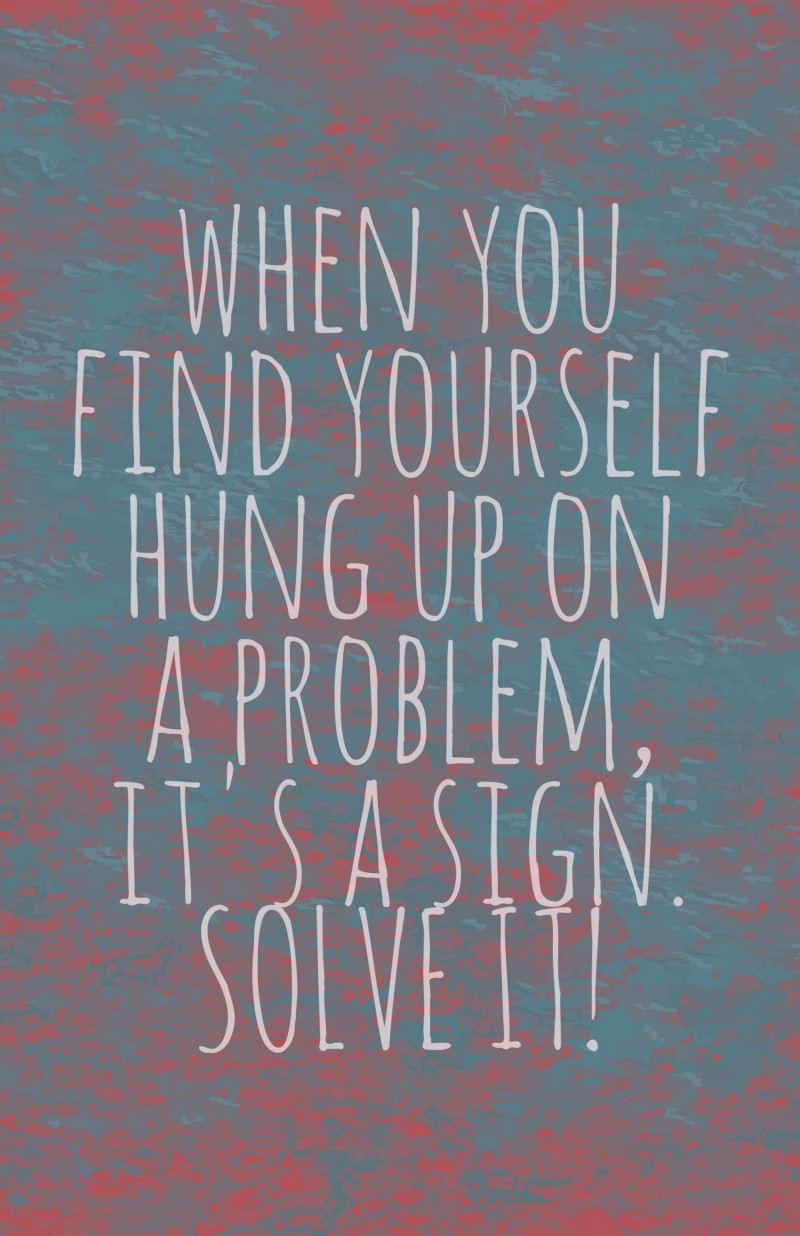 WHEN YOU
FIND YOURSELF
HUNG UP ON
A PROBLEM,
IT'S A SIGN.
SOLVE IT!